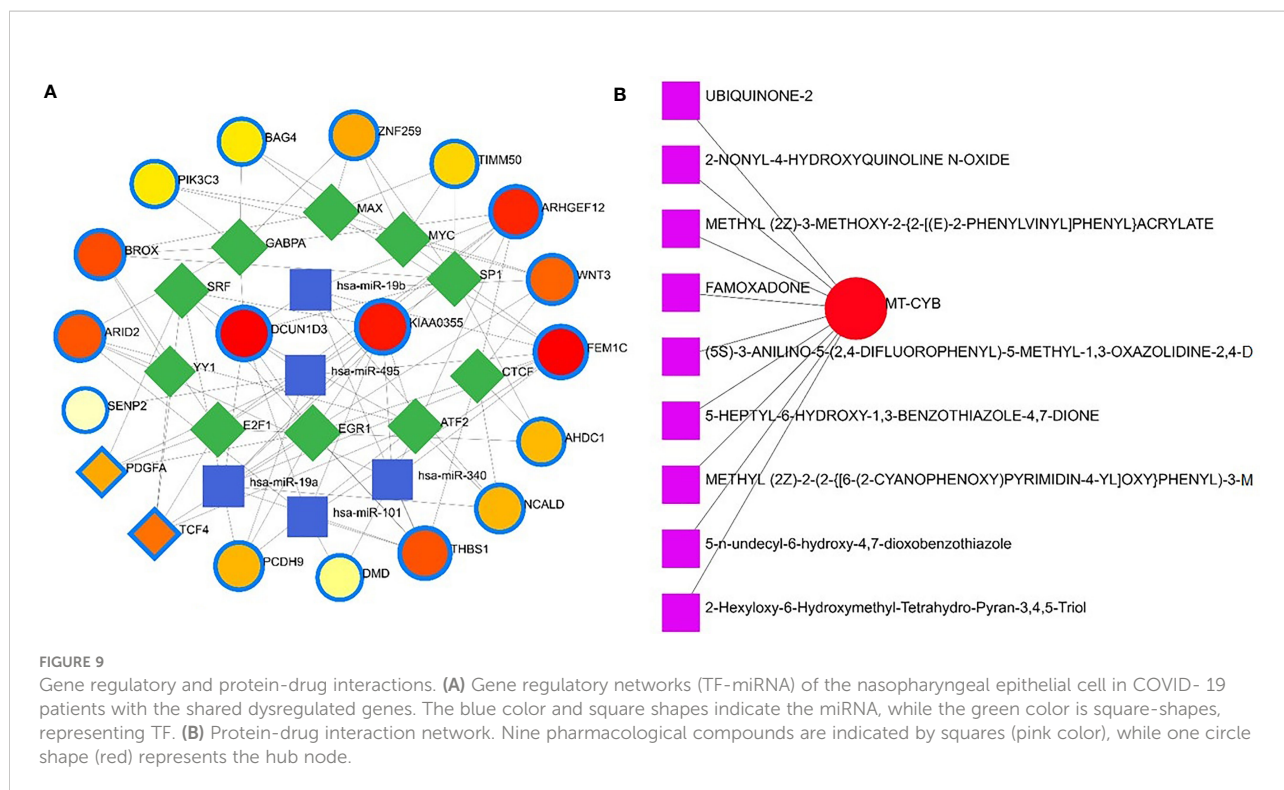 A
B
BAG4
ZNF259
TIMM50
PIK3C3
MAX
ARHGEF12
MYC
GABPA
BROX
SP1
WNT3
SRF
hsa-miR-19b
DCUN1D3
KIAA0355
ARID2
FEM1C
YY1
hsa-miR-495
CTCF
SENP2
E2F1
EGR1
ATF2
AHDC1
PDGFA
hsa-miR-19a
hsa-miR-340
NCALD
hsa-miR-101
TCF4
THBS1
PCDH9
DMD
UBIQUINONE-2
2-NONYL-4-HYDROXYQUINOLINE N-OXIDE
METHYL (2Z)-3-METHOXY-2-{2-[(E)-2-PHENYLVINYL]PHENYL}ACRYLATE
FAMOXADONE
MT-CYB
(5S)-3-ANILINO-5-(2,4-DIFLUOROPHENYL)-5-METHYL-1,3-OXAZOLIDINE-2,4-D
5-HEPTYL-6-HYDROXY-1,3-BENZOTHIAZOLE-4,7-DIONE
METHYL (2Z)-2-(2-{[6-(2-CYANOPHENOXY)PYRIMIDIN-4-YL]OXY}PHENYL)-3-M
5-n-undecyl-6-hydroxy-4,7-dioxobenzothiazole
2-Hexyloxy-6-Hydroxymethyl-Tetrahydro-Pyran-3,4,5-Triol
FIGURE 9
Gene regulatory and protein-drug interactions. (A) Gene regulatory networks (TF-miRNA) of the nasopharyngeal epithelial cell in COVID- 19
patients with the shared dysregulated genes. The blue color and square shapes indicate the miRNA, while the green color is square-shapes,
representing TF. (B) Protein-drug interaction network. Nine pharmacological compounds are indicated by squares (pink color), while one circle
shape (red) represents the hub node.